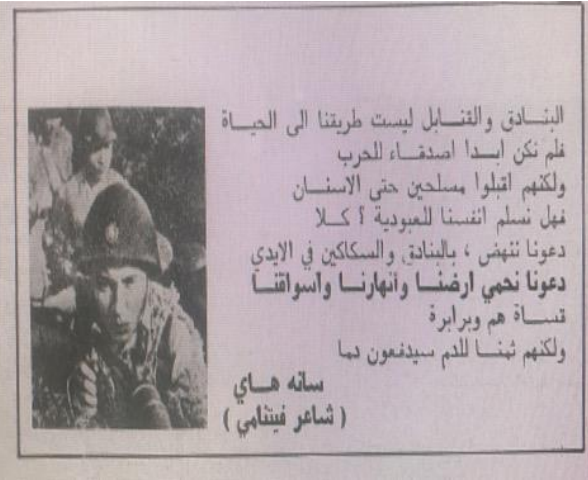 البنادق والقنابل ليست طريقنا الى الحياة
فلم نكن ابدا اصدقاء للحرب
ولكنهم اقبلوا مسلحين حتى الاسنان
فهل نسلم انفسنا للعبودية ؟ كلا
دعونا ننهض ، بالبنادق والسكاكين في الايدي
دعونا نحمي ارضنا وأنهارنا وأسواقنا
قساة هم وبرابرة
ولكنهم ثمنا للدم سيدفعون دما
سانه هاي
( شاعر فيتنامي )